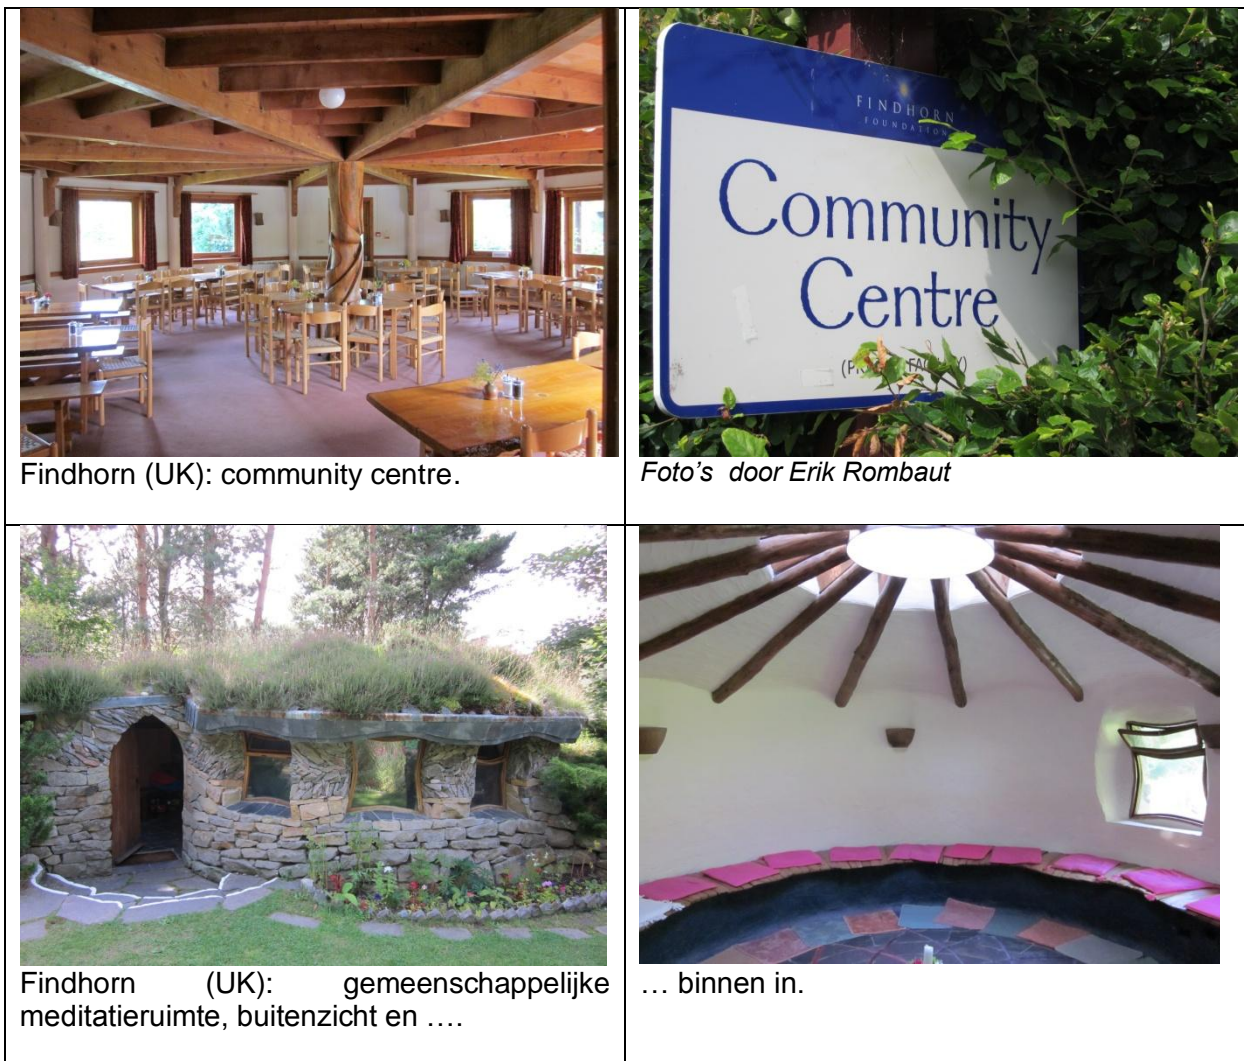 FINDHORN
FOUNDATION
Community
Centre
Findhorn (UK): community centre.
Foto’s  door Erik Rombaut
Findhorn (UK): gemeenschappelijke
meditatieruimte, buitenzicht en ….
… binnen in.